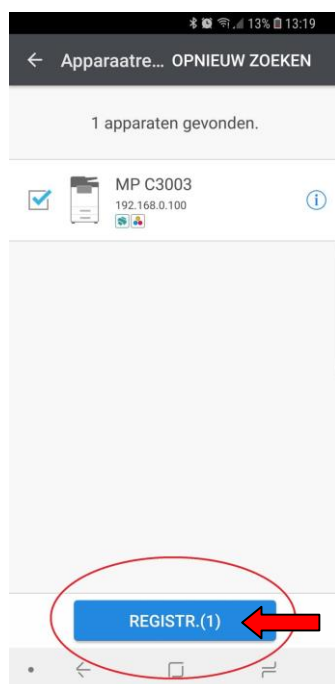 13% 13:19
Apparaatre... OPNIEUW ZOEKEN
1 apparaten gevonden.
MP C3003
192.168.0.100
REGISTR.(1)